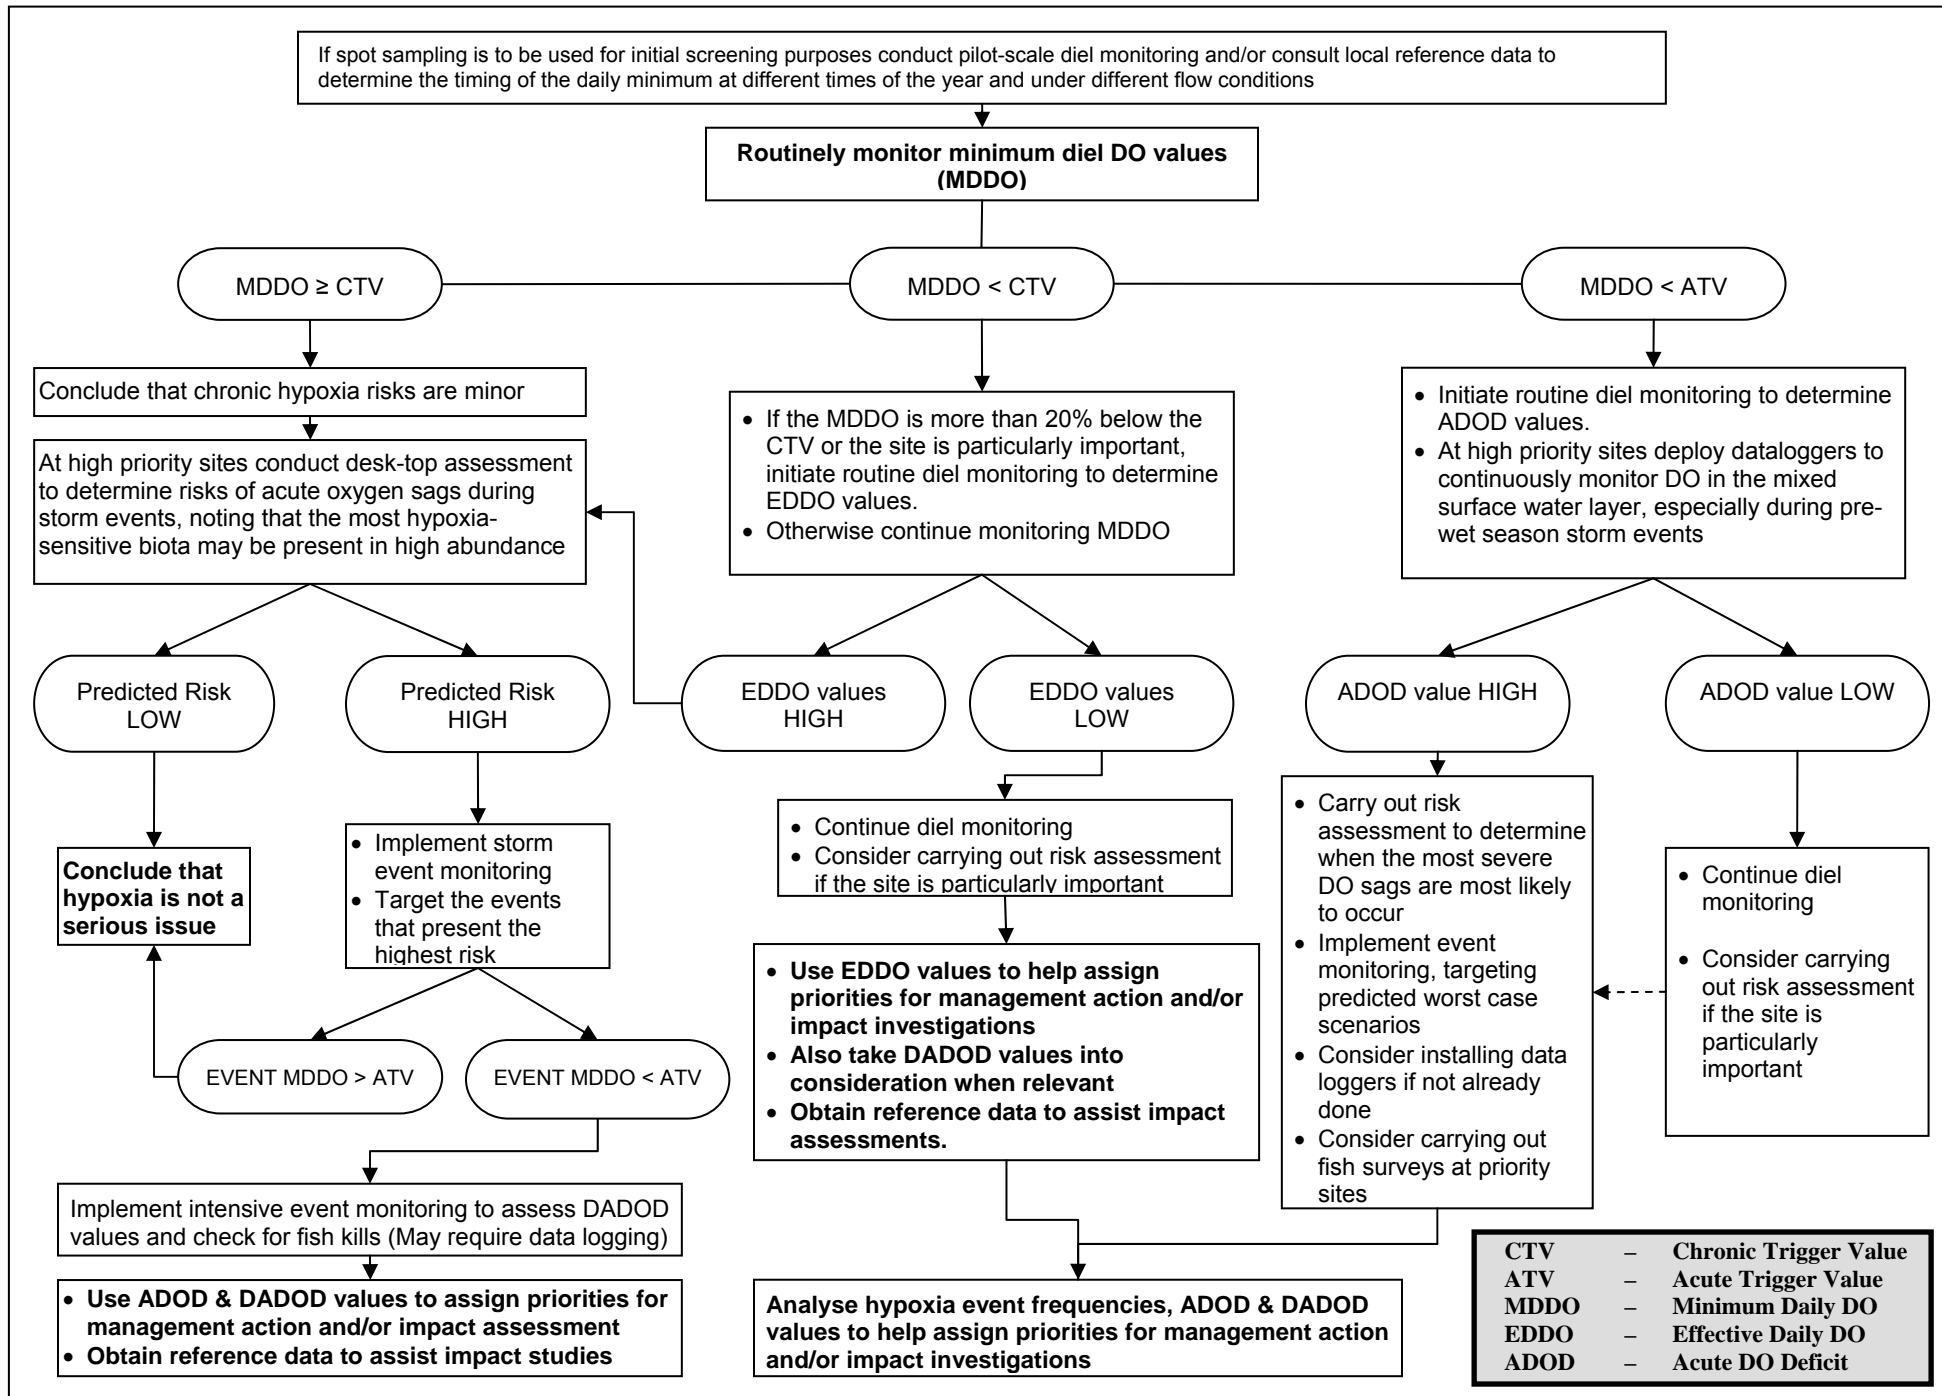 If spot sampling is to be used for initial screening purposes conduct pilot-scale diel monitoring and/or consult local reference data to
determine the timing of the daily minimum at different times of the year and under different flow conditions
Routinely monitor minimum diel DO values
(MDDO)
MDDO ≥ CTV
MDDO < CTV
MDDO < ATV
Conclude that chronic hypoxia risks are minor
At high priority sites conduct desk-top assessment
to determine risks of acute oxygen sags during
storm events, noting that the most hypoxia-
sensitive biota may be present in high abundance
• If the MDDO is more than 20% below the
CTV or the site is particularly important,
initiate routine diel monitoring to determine
EDDO values.
• Otherwise continue monitoring MDDO
• Initiate routine diel monitoring to determine
ADOD values.
• At high priority sites deploy dataloggers to
continuously monitor DO in the mixed
surface water layer, especially during pre-
wet season storm events
Predicted Risk
LOW
Predicted Risk
HIGH
EDDO values
HIGH
EDDO values
LOW
ADOD value HIGH
ADOD value LOW
Conclude that
hypoxia is not a
serious issue
• Implement storm
event monitoring
• Target the events
that present the
highest risk
• Continue diel monitoring
• Consider carrying out risk assessment
if the site is particularly important
• Carry out risk
assessment to determine
when the most severe
DO sags are most likely
to occur
• Implement event
monitoring, targeting
predicted worst case
scenarios
• Consider installing data
loggers if not already
done
• Consider carrying out
fish surveys at priority
sites
• Continue diel
monitoring
• Consider carrying
out risk assessment
if the site is
particularly
important
• Use EDDO values to help assign
priorities for management action and/or
impact investigations
• Also take DADOD values into
consideration when relevant
• Obtain reference data to assist impact
assessments.
EVENT MDDO > ATV
EVENT MDDO < ATV
Implement intensive event monitoring to assess DADOD
values and check for fish kills (May require data logging)
• Use ADOD & DADOD values to assign priorities for
management action and/or impact assessment
• Obtain reference data to assist impact studies
Analyse hypoxia event frequencies, ADOD & DADOD
values to help assign priorities for management action
and/or impact investigations
CTV – Chronic Trigger Value
ATV – Acute Trigger Value
MDDO – Minimum Daily DO
EDDO – Effective Daily DO
ADOD – Acute DO Deficit